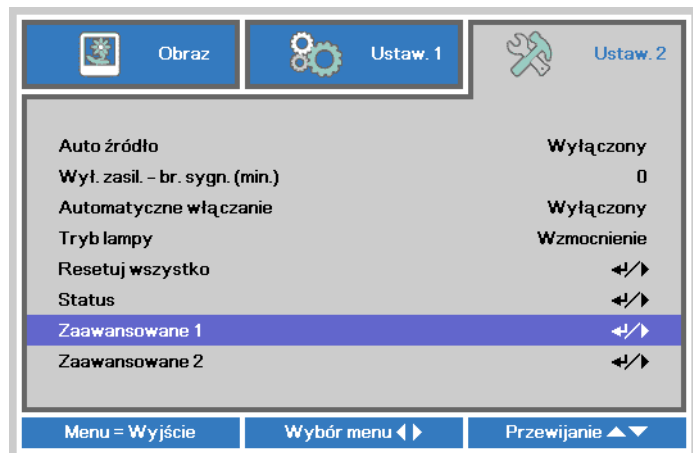 Obraz
Ustaw. 1
Ustaw. 2
Auto źródło Wyłączony
Wył. zasil. – br. sygn. (min.) 0
Automatyczne włączanie Wyłączony
Tryb lampy Wzmocnienie
Resetuj wszystko ↵/▶
Status ↵/▶
Zaawansowane 1 ↵/▶
Zaawansowane 2 ↵/▶
Menu = Wyjście
Wybór menu ◀ ▶
Przewijanie ▲▼